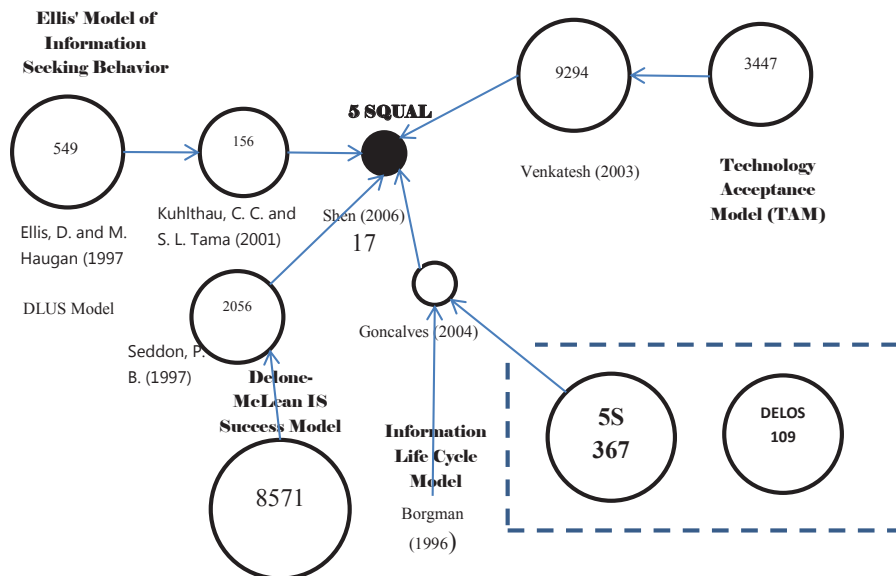 Ellis' Model of
Information
Seeking Behavior
549
156
5 SQUAL
9294
3447
Ellis, D. and M.
Haugan (1997
Kuhlthau, C. C. and
S. L. Tama (2001)
Shen (2006)
17
Venkatesh (2003)
Technology
Acceptance
Model (TAM)
DLUS Model
2056
Seddon, P.
B. (1997)
Goncalves (2004)
Delone-
McLean IS
Success Model
8571
Information
Life Cycle
Model
Borgman
(1996)
5S
367
DELOS
109